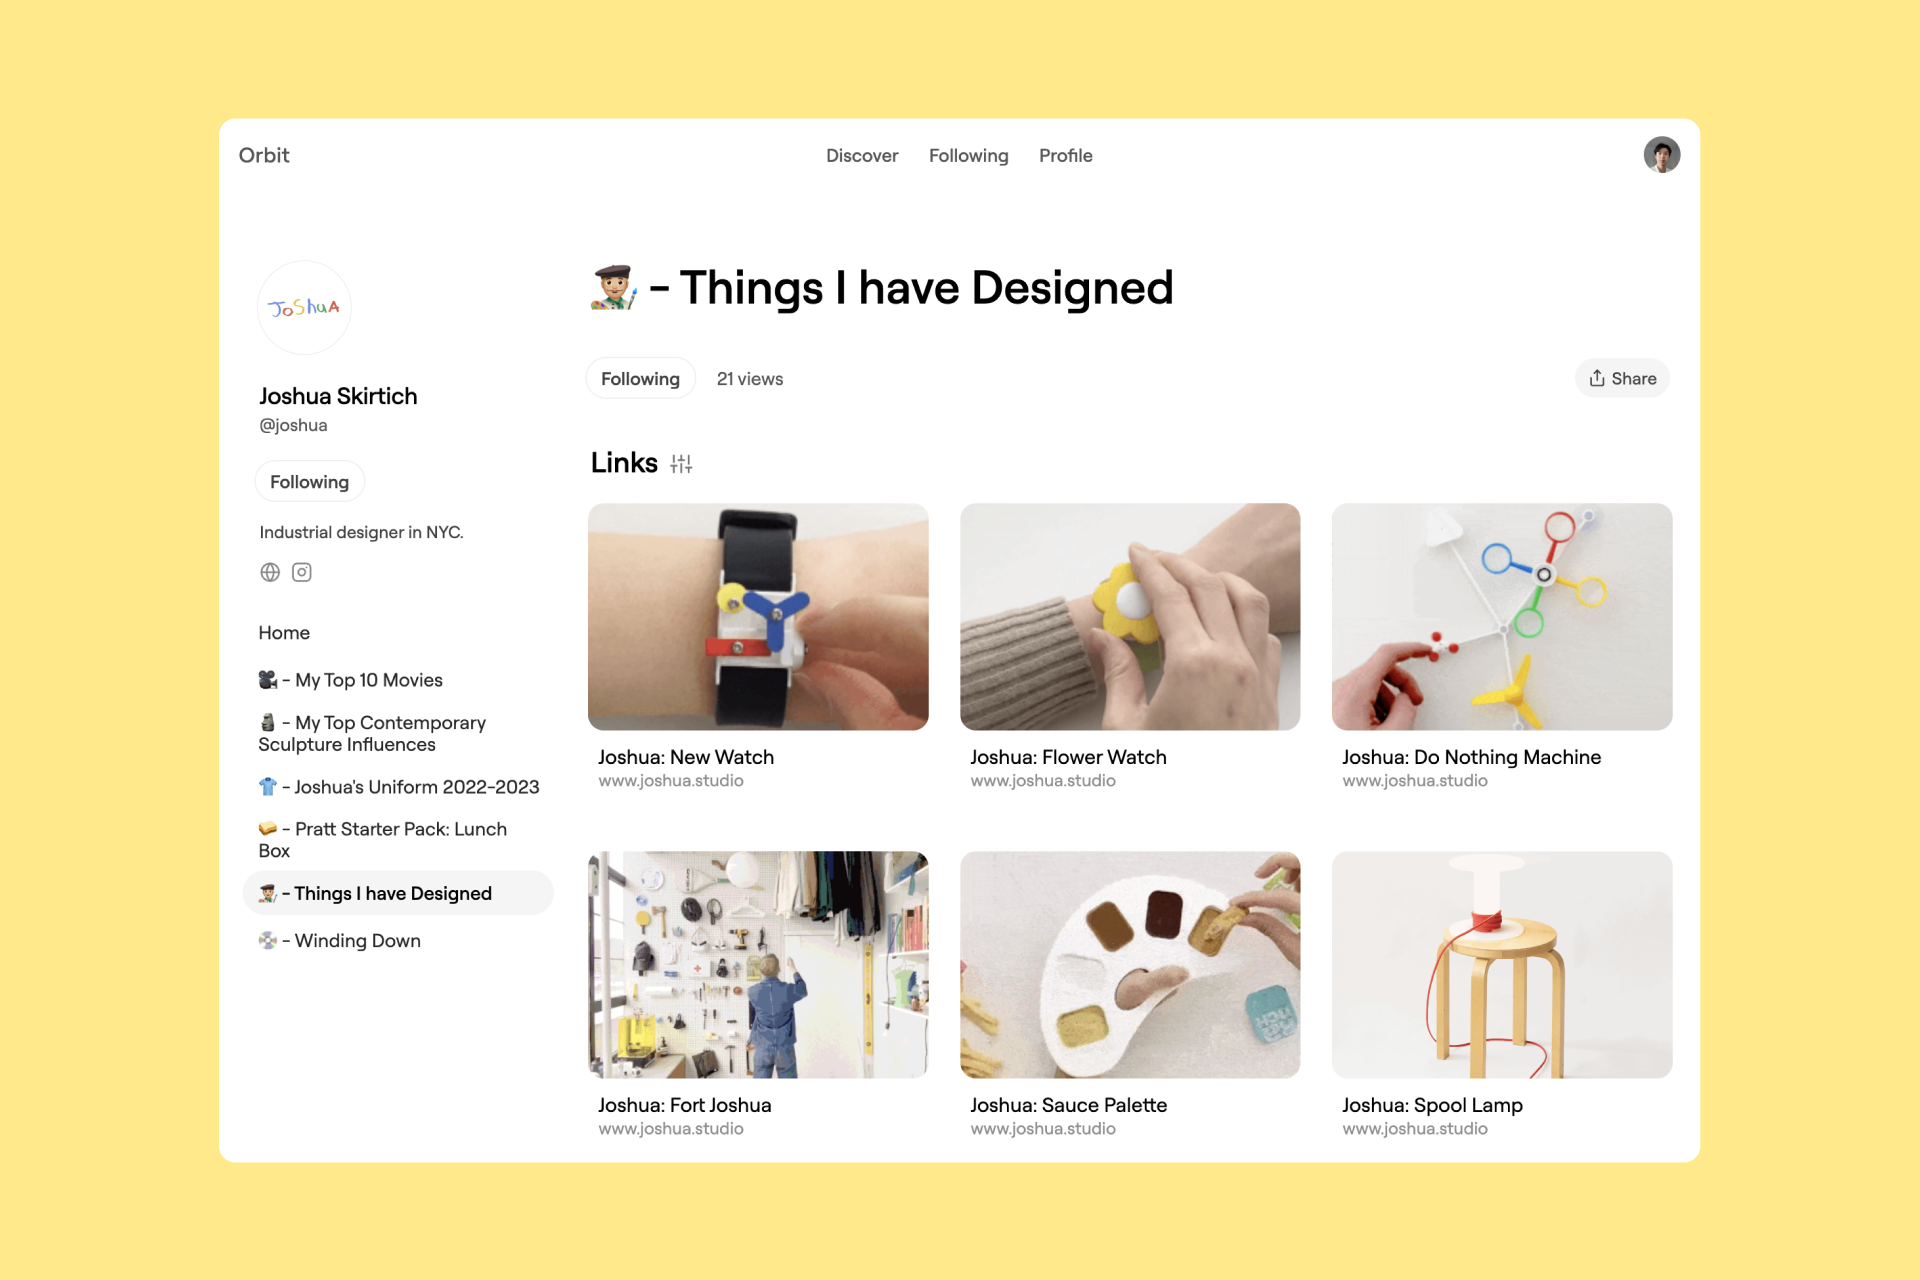 Orbit
Discover
Following
Profile
JoShuA
Joshua Skirtich
@joshua
Following
Industrial designer in NYC.
Home
- My Top 10 Movies
- My Top Contemporary
Sculpture Influences
- Joshua's Uniform 2022-2023
- Pratt Starter Pack: Lunch
Box
- Things I have Designed
- Winding Down
- Things I have Designed
Following
21 views
Share
Links
Joshua: New Watch
www.joshua.studio
Joshua: Flower Watch
www.joshua.studio
Joshua: Do Nothing Machine
www.joshua.studio
Joshua: Fort Joshua
www.joshua.studio
Joshua: Sauce Palette
www.joshua.studio
Joshua: Spool Lamp
www.joshua.studio